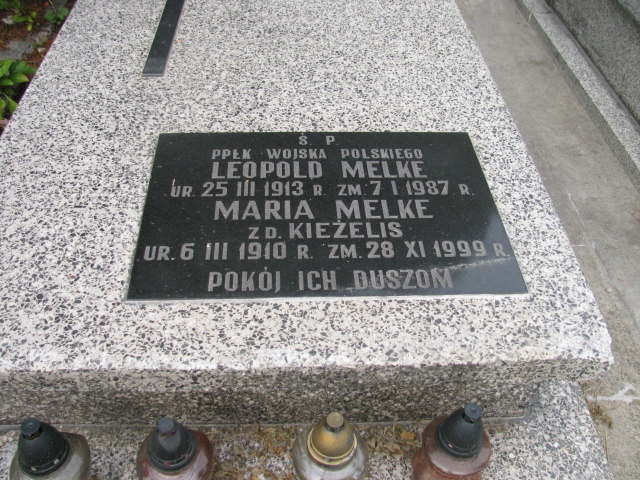 Ś. P.
PPŁK WOJSKA POLSKIEGO
LEOPOLD MELKE
UR. 25 III 1913 R. ZM. 7 I 1987 R.
MARIA MELKE
Z D. KIEŻELIS
UR. 6 III 1910 R. ZM. 28 XI 1999 R.
POKÓJ ICH DUSZOM